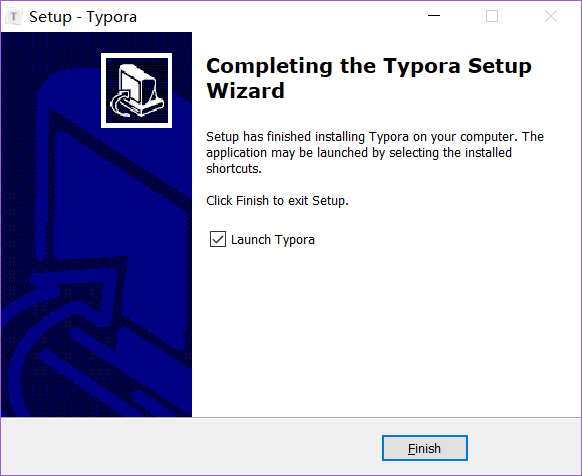 Setup - Typora
Completing the Typora Setup
Wizard
Setup has finished installing Typora on your computer. The
application may be launched by selecting the installed
shortcuts.
Click Finish to exit Setup.
Launch Typora
Finish